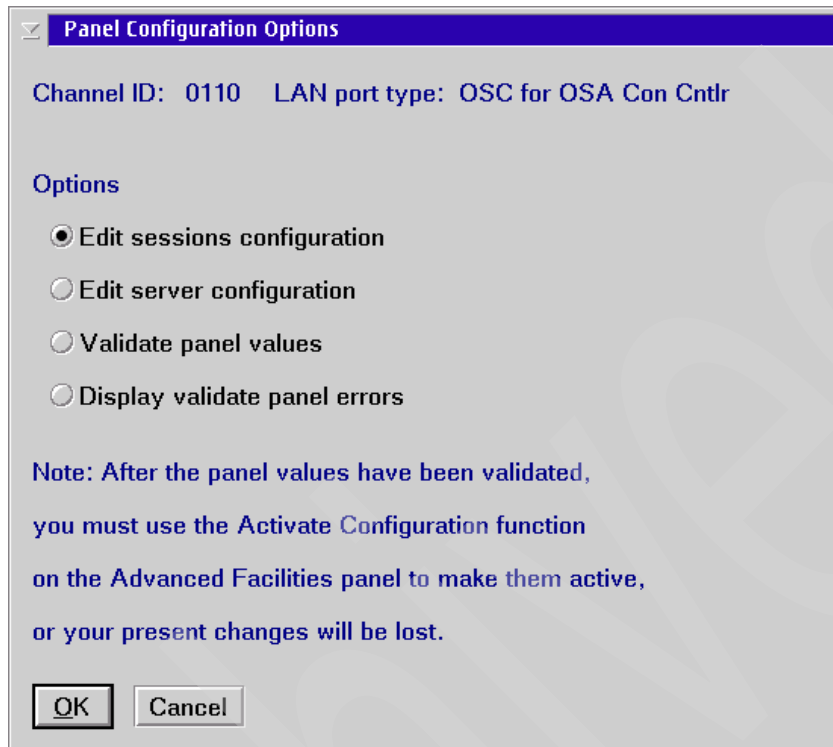 Panel Configuration Options
Channel ID: 0110 LAN port type: OSC for OSA Con Cntlr
Options
Edit sessions configuration
Edit server configuration
Validate panel values
Display validate panel errors
Note: After the panel values have been validated,
you must use the Activate Configuration function
on the Advanced Facilities panel to make them active,
or your present changes will be lost.
OK Cancel